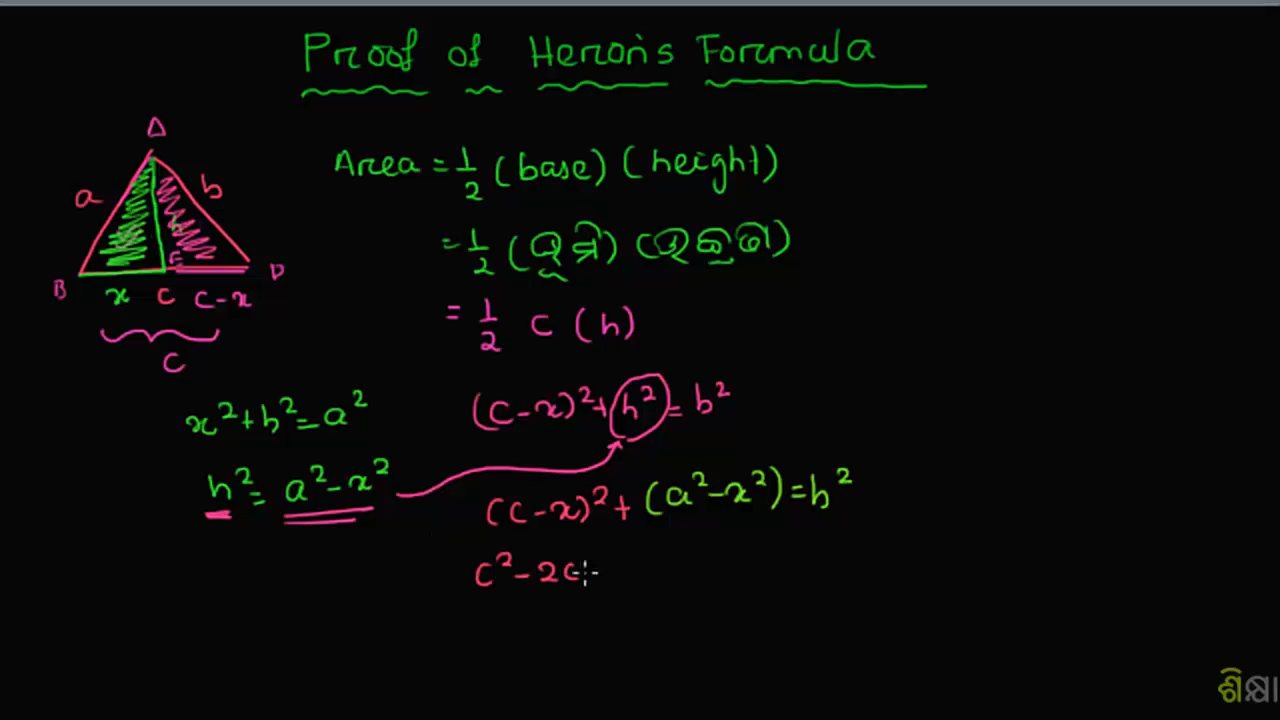 Proof of Heron's Formula
A
a b
B E D
x C C-x
C
Area = 1/2 (base) (height)
= 1/2 (ଭୂମି) (ଉଚ୍ଚତା)
= 1/2 C (h)
x²+h²=a²
(C-x)²+h²=b²
h²=a²-x²
(C-x)²+(a²-x²)=b²
C²-2C
ଶିକ୍ଷା